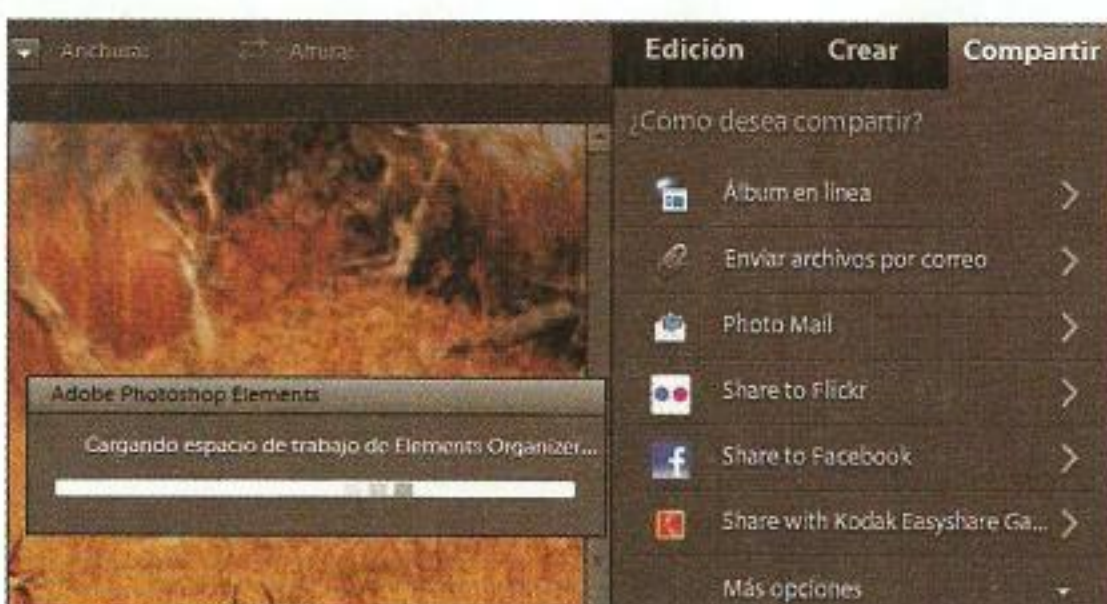 Anchura:
Altura:
Edición
Crear
Compartir
¿Cómo desea compartir?
Álbum en línea
Enviar archivos por correo
Photo Mail
Share to Flickr
Share to Facebook
Share with Kodak Easyshare Ga...
Más opciones
Adobe Photoshop Elements
Cargando espacio de trabajo de Elements Organizer...